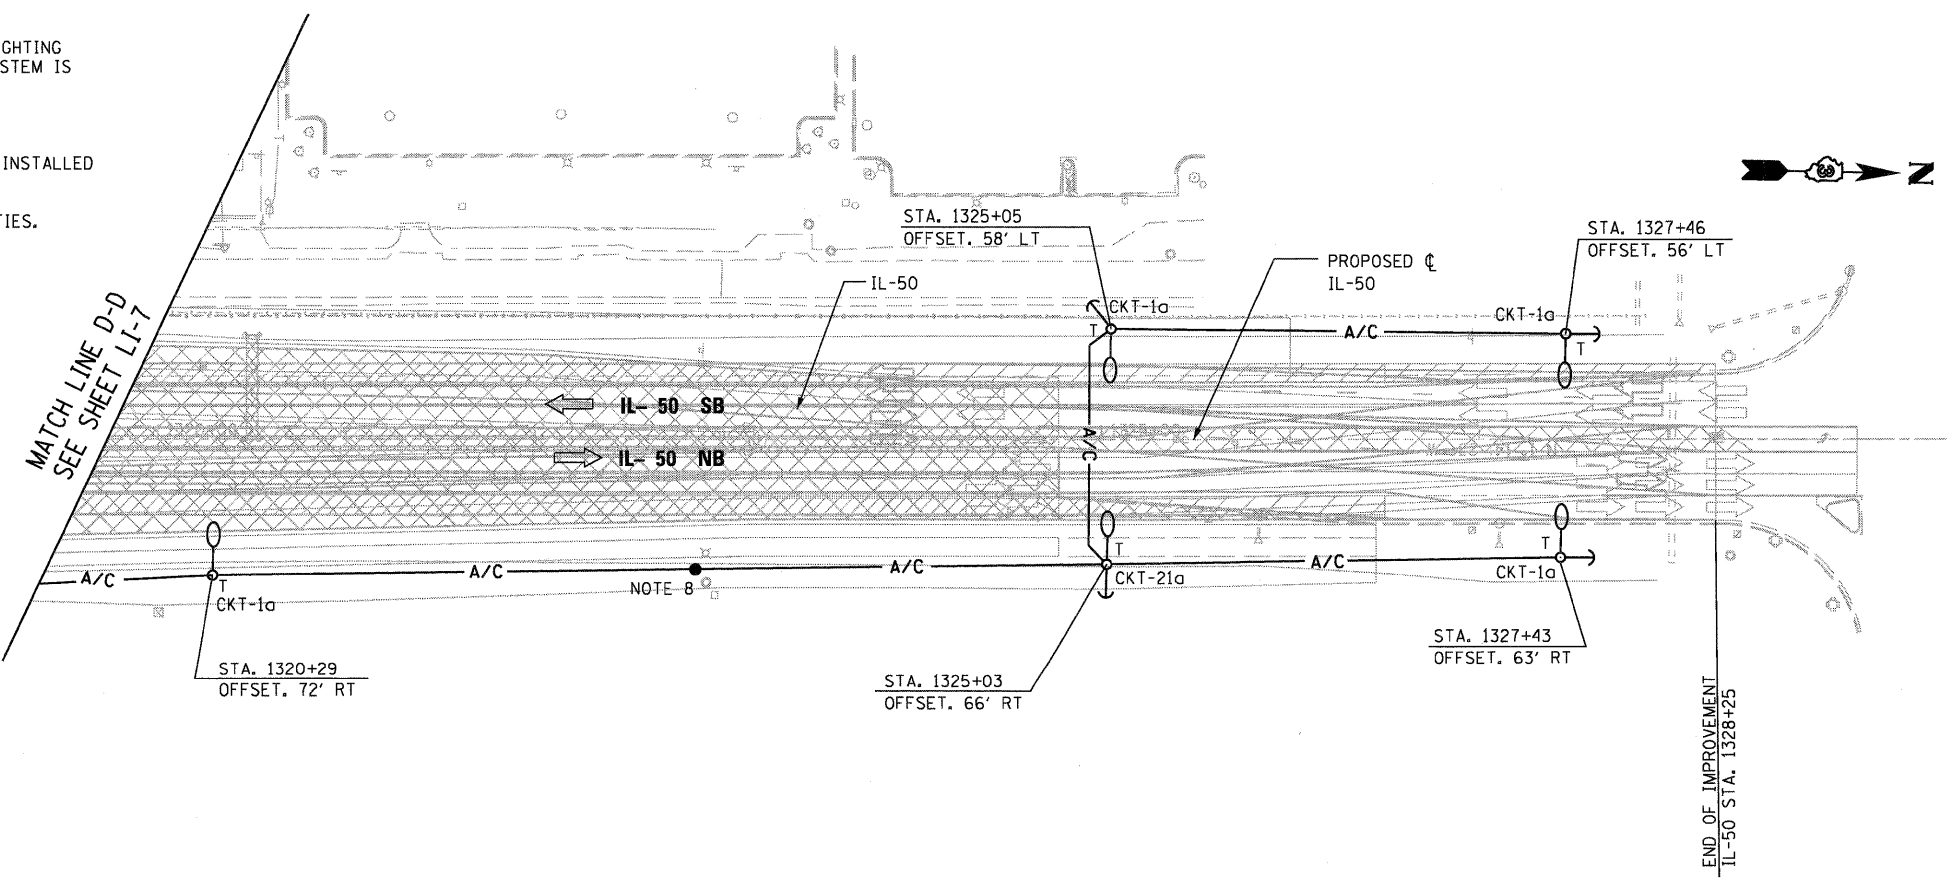 GHTING
STEM IS
INSTALLED
TIES.
MATCH LINE D-D
SEE SHEET LI-7
STA. 1325+05
OFFSET. 58' LT
STA. 1327+46
OFFSET. 56' LT
N
PROPOSED ℄
IL-50
IL-50
CKT-1a
T
A/C
CKT-1a
T
IL- 50 SB
A/C
IL- 50 NB
A/C
T
CKT-1a
A/C
NOTE 8
A/C
T
CKT-21a
A/C
T
CKT-1a
STA. 1320+29
OFFSET. 72' RT
STA. 1325+03
OFFSET. 66' RT
STA. 1327+43
OFFSET. 63' RT
END OF IMPROVEMENT
IL-50 STA. 1328+25